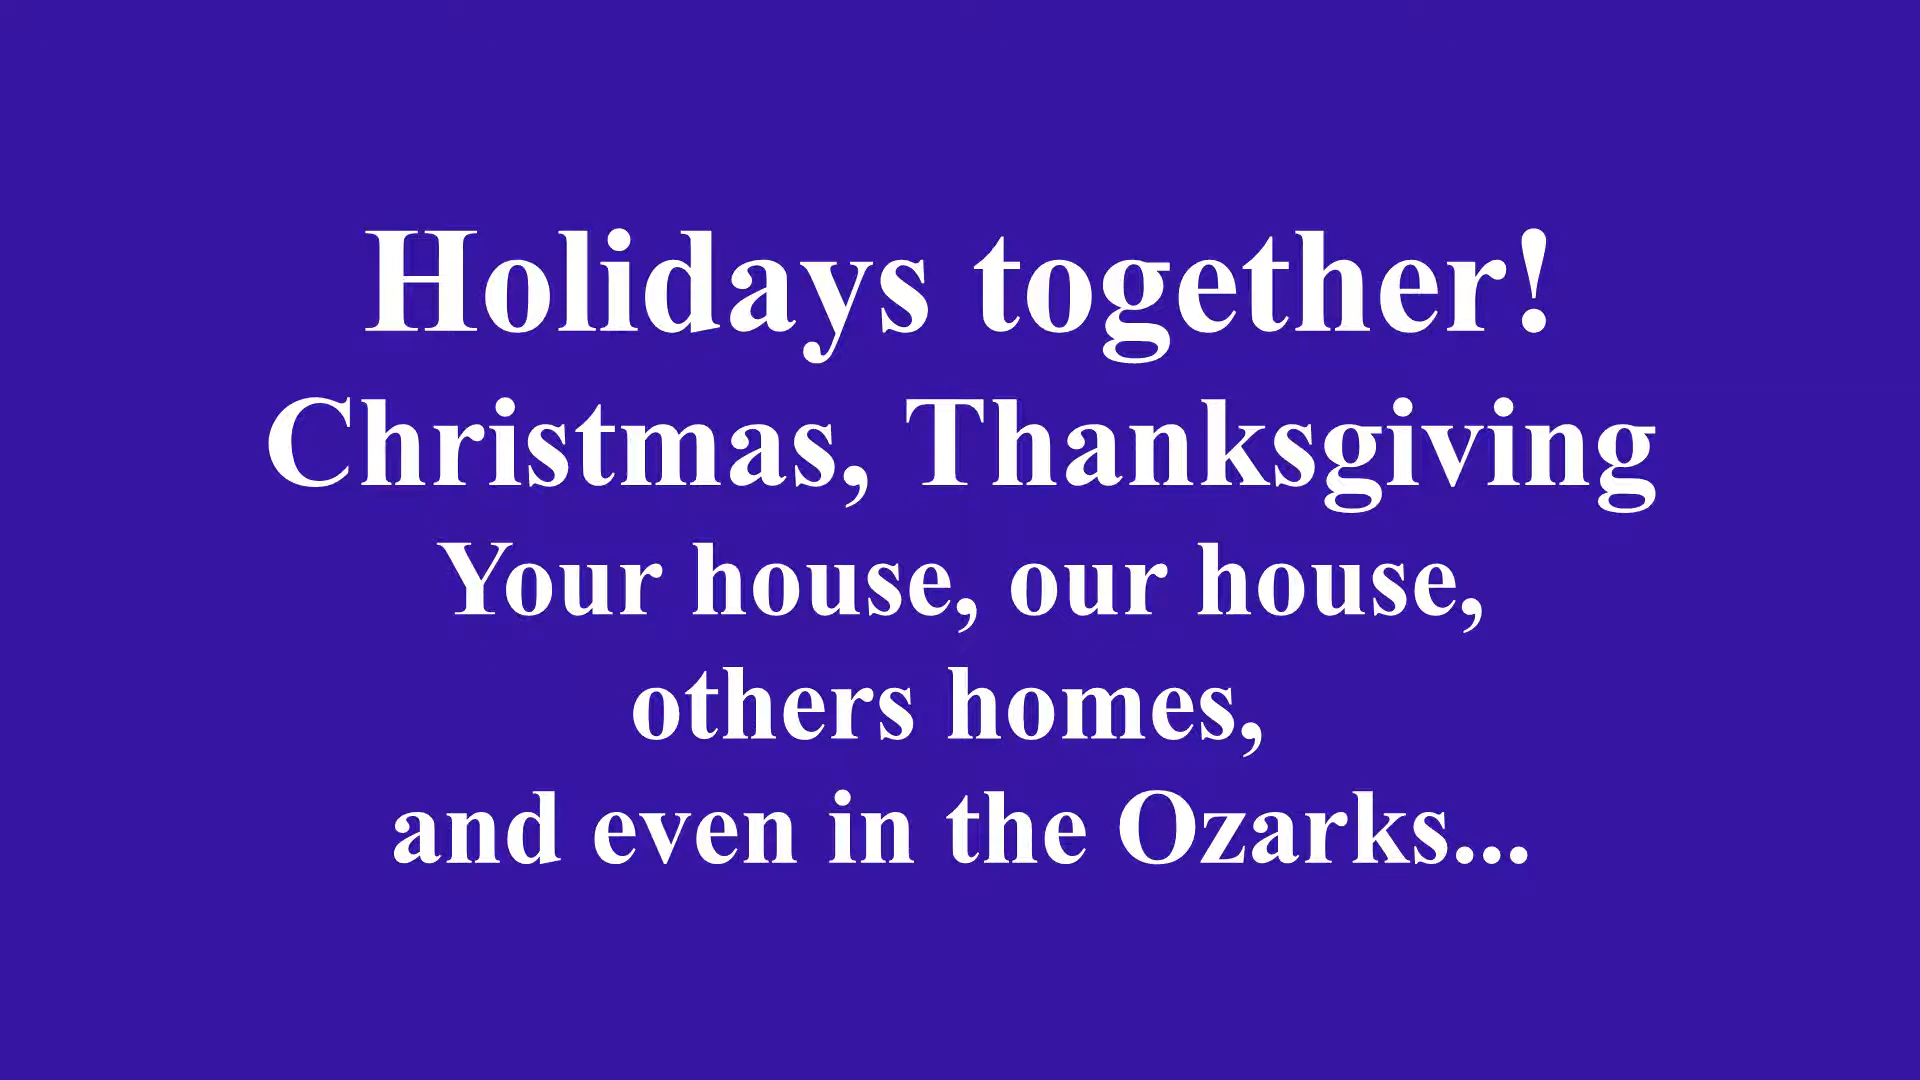 Holidays together!
Christmas, Thanksgiving
Your house, our house,
others homes,
and even in the Ozarks...